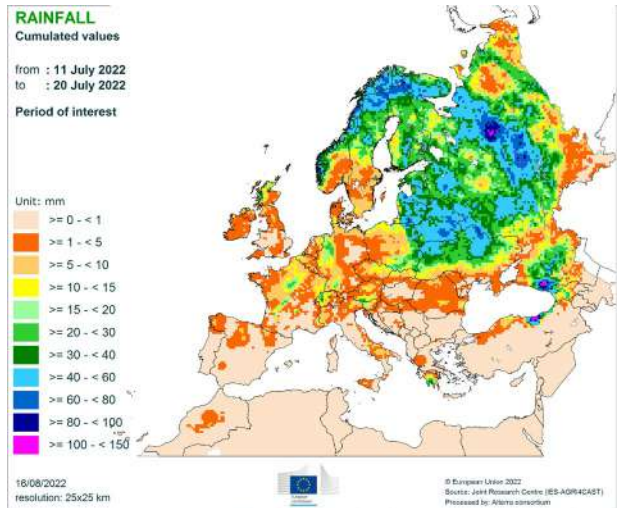 RAINFALL
Cumulated values
from : 11 July 2022
to : 20 July 2022
Period of interest
Unit: mm
>= 0 - < 1
>= 1 - < 5
>= 5 - < 10
>= 10 - < 15
>= 15 - < 20
>= 20 - < 30
>= 30 - < 40
>= 40 - < 60
>= 60 - < 80
>= 80 - < 100
>= 100 - < 150
16/08/2022
resolution: 25x25 km
© European Union 2022
Source: Joint Research Centre (IES-AGRI4CAST)
Processed by: Alterra consortium